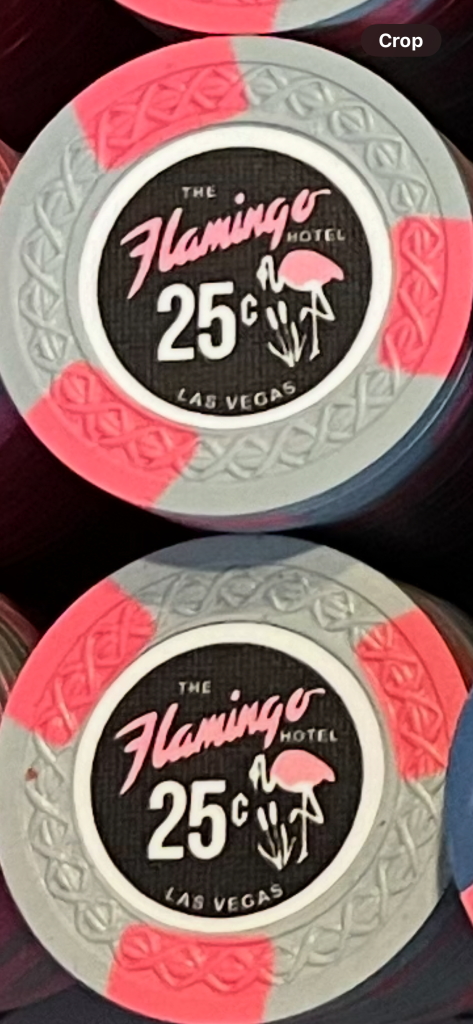 Crop
THE
Flamingo
HOTEL
25¢
LAS VEGAS
THE
Flamingo
HOTEL
25¢
LAS VEGAS